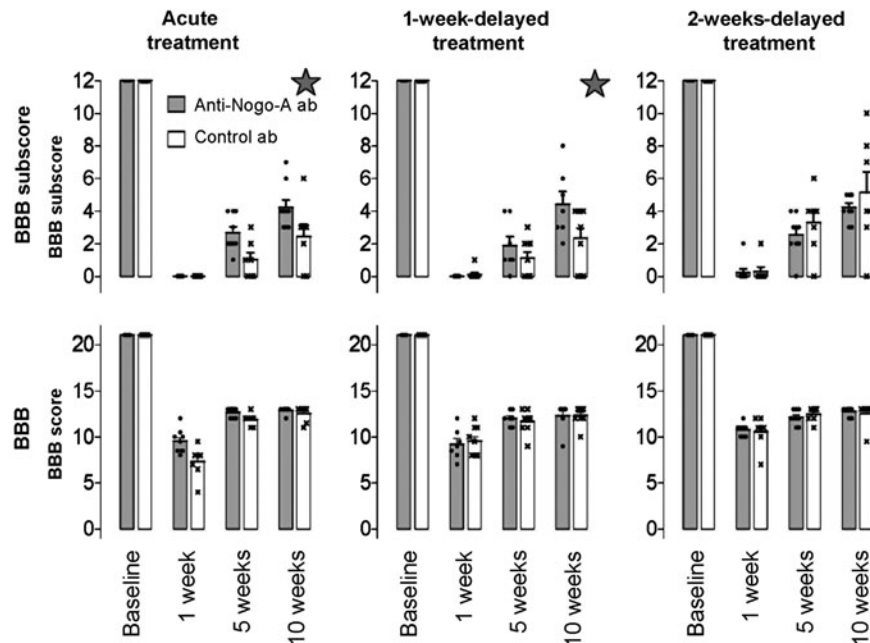 Acute
treatment
1-week-delayed
treatment
2-weeks-delayed
treatment
BBB subscore
BBB subscore
12
10
8
6
4
2
0
Anti-Nogo-A ab
Control ab
12
10
8
6
4
2
0
12
10
8
6
4
2
0
BBB
BBB score
20
15
10
5
0
20
15
10
5
0
20
15
10
5
0
Baseline
1 week
5 weeks
10 weeks
Baseline
1 week
5 weeks
10 weeks
Baseline
1 week
5 weeks
10 weeks